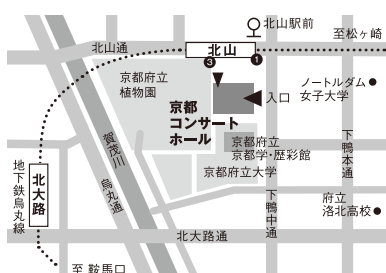 北山駅前
北山通
北山
至松ヶ崎
3
1
京都府立
植物園
ノートルダム
女子大学
入口
京都
コンサート
ホール
賀茂川
烏丸通
京都府立
京都学・歴彩館
京都府立大学
下鴨本通
下鴨中通
地下鉄烏丸線
北大路
府立
洛北高校
北大路通
至 鞍馬口